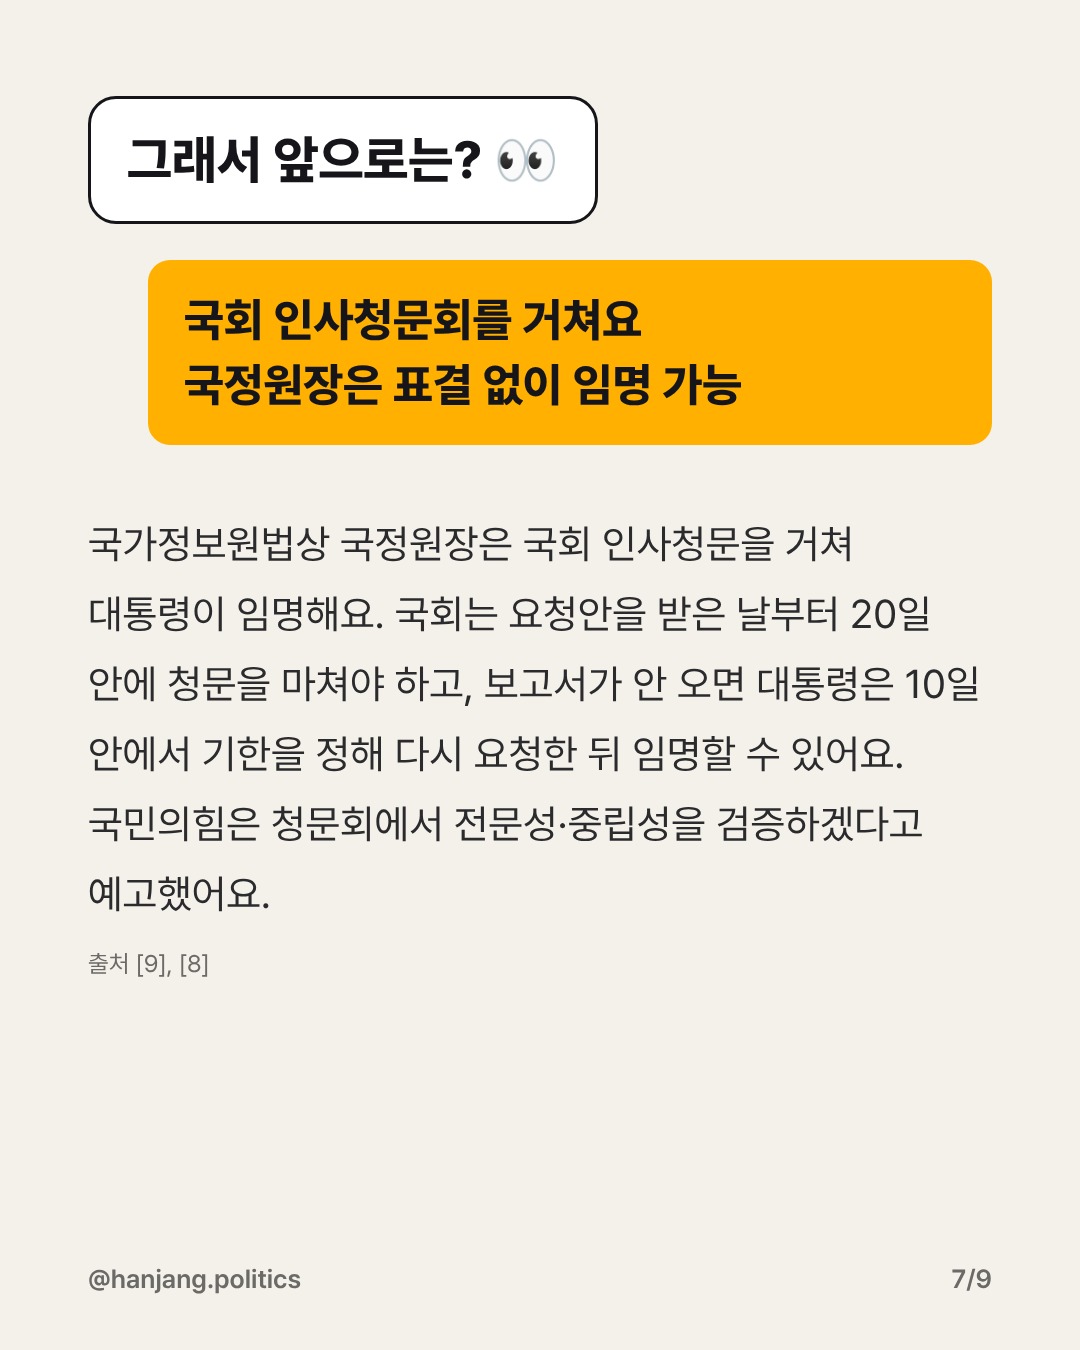 그래서 앞으로는? 👀
국회 인사청문회를 거쳐요
국정원장은 표결 없이 임명 가능
국가정보원법상 국정원장은 국회 인사청문을 거쳐
대통령이 임명해요. 국회는 요청안을 받은 날부터 20일
안에 청문을 마쳐야 하고, 보고서가 안 오면 대통령은 10일
안에서 기한을 정해 다시 요청한 뒤 임명할 수 있어요.
국민의힘은 청문회에서 전문성·중립성을 검증하겠다고
예고했어요.
출처 [9], [8]
@hanjang.politics
7/9